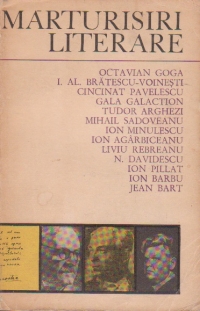 MĂRTURISIRI
LITERARE
OCTAVIAN GOGA
I. AL. BRĂTESCU-VOINEȘTI
CINCINAT PAVELESCU
GALA GALACTION
TUDOR ARGHEZI
MIHAIL SADOVEANU
ION MINULESCU
ION AGÂRBICEANU
LIVIU REBREANU
N. DAVIDESCU
ION PILLAT
ION BARBU
JEAN BART